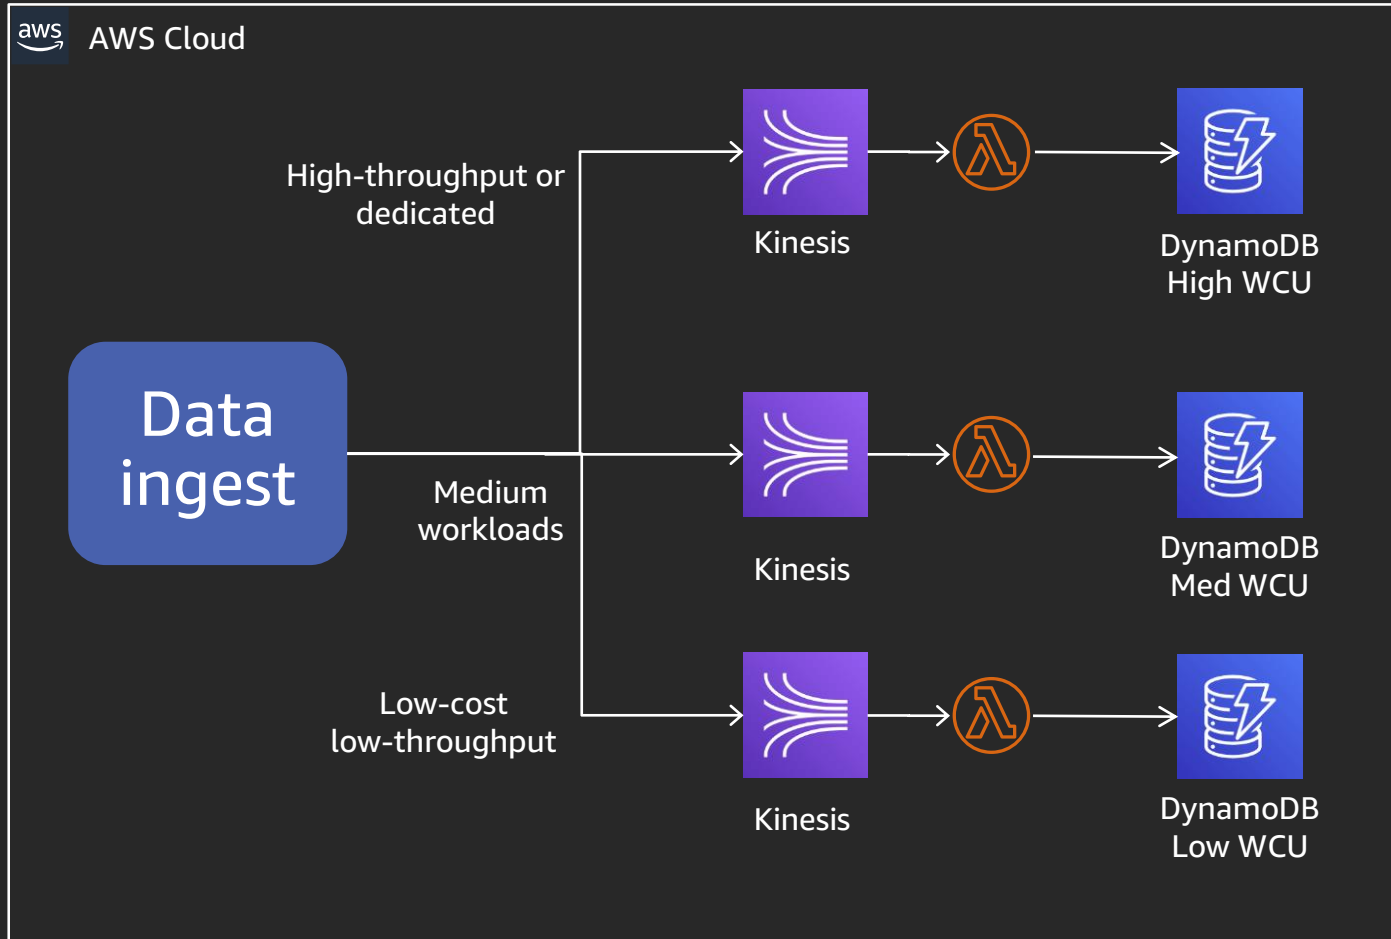 aws
AWS Cloud
High-throughput or
dedicated
Kinesis
DynamoDB
High WCU
Data
ingest
Medium
workloads
Kinesis
DynamoDB
Med WCU
Low-cost
low-throughput
Kinesis
DynamoDB
Low WCU